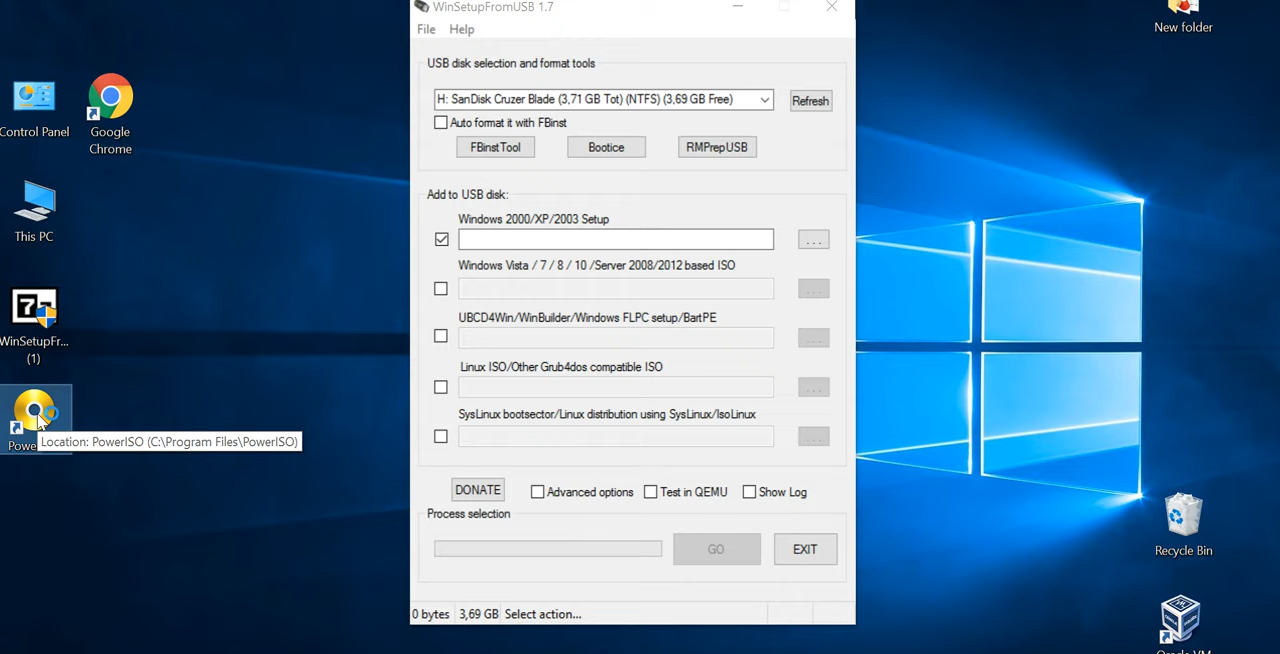 WinSetupFromUSB 1.7
File Help
USB disk selection and format tools
H: SanDisk Cruzer Blade (3,71 GB Tot) (NTFS) (3,69 GB Free)
Refresh
Auto format it with FBinst
FBinstTool
Bootice
RMPrepUSB
Add to USB disk:
Windows 2000/XP/2003 Setup
...
Windows Vista / 7 / 8 / 10 /Server 2008/2012 based ISO
...
UBCD4Win/WinBuilder/Windows FLPC setup/BartPE
...
Linux ISO/Other Grub4dos compatible ISO
...
SysLinux bootsector/Linux distribution using SysLinux/IsoLinux
...
DONATE
Advanced options
Test in QEMU
Show Log
Process selection
GO
EXIT
0 bytes
3,69 GB
Select action...
Control Panel
Google
Chrome
This PC
WinSetupFr...
(1)
Powe
Location: PowerISO (C:\Program Files\PowerISO)
New folder
Recycle Bin
Oracle VM